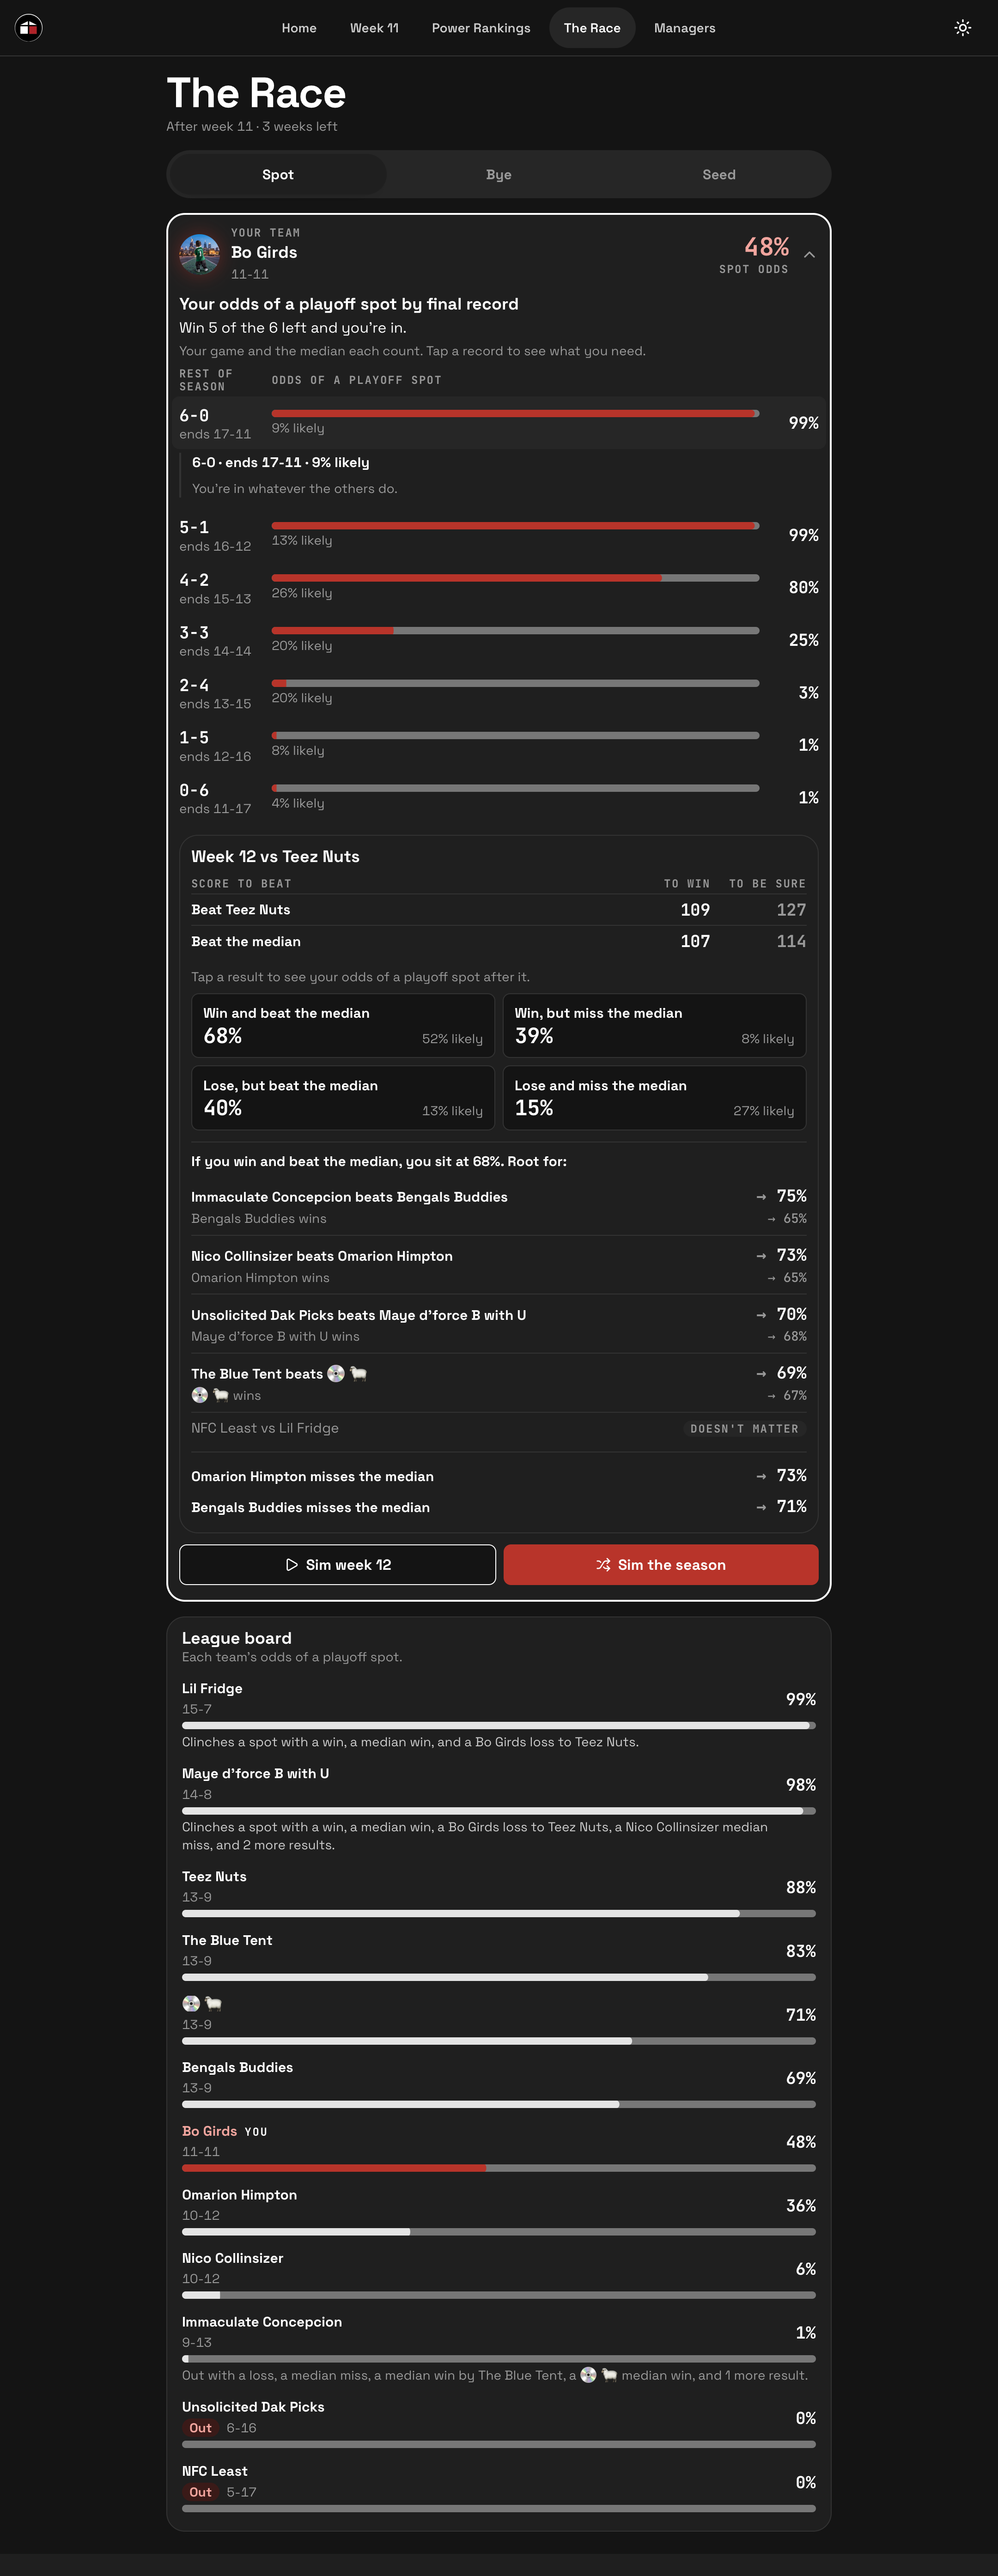 Home
Week 11
Power Rankings
The Race
Managers
The Race
After week 11 · 3 weeks left
Spot
Bye
Seed
YOUR TEAM
Bo Girds
11-11
48%
SPOT ODDS
Your odds of a playoff spot by final record
Win 5 of the 6 left and you're in.
Your game and the median each count. Tap a record to see what you need.
REST OF SEASON
ODDS OF A PLAYOFF SPOT
6-0
ends 17-11
9% likely
99%
6-0 · ends 17-11 · 9% likely
You're in whatever the others do.
5-1
ends 16-12
13% likely
99%
4-2
ends 15-13
26% likely
80%
3-3
ends 14-14
20% likely
25%
2-4
ends 13-15
20% likely
3%
1-5
ends 12-16
8% likely
1%
0-6
ends 11-17
4% likely
1%
Week 12 vs Teez Nuts
SCORE TO BEAT TO WIN TO BE SURE
Beat Teez Nuts 109 127
Beat the median 107 114
Tap a result to see your odds of a playoff spot after it.
Win and beat the median
68% 52% likely
Win, but miss the median
39% 8% likely
Lose, but beat the median
40% 13% likely
Lose and miss the median
15% 27% likely
If you win and beat the median, you sit at 68%. Root for:
Immaculate Concepcion beats Bengals Buddies → 75%
Bengals Buddies wins → 65%
Nico Collinsizer beats Omarion Himpton → 73%
Omarion Himpton wins → 65%
Unsolicited Dak Picks beats Maye d'force B with U → 70%
Maye d'force B with U wins → 68%
The Blue Tent beats 💿 🐑 → 69%
💿 🐑 wins → 67%
NFC Least vs Lil Fridge DOESN'T MATTER
Omarion Himpton misses the median → 73%
Bengals Buddies misses the median → 71%
Sim week 12
Sim the season
League board
Each team's odds of a playoff spot.
Lil Fridge
15-7
99%
Clinches a spot with a win, a median win, and a Bo Girds loss to Teez Nuts.
Maye d'force B with U
14-8
98%
Clinches a spot with a win, a median win, a Bo Girds loss to Teez Nuts, a Nico Collinsizer median
miss, and 2 more results.
Teez Nuts
13-9
88%
The Blue Tent
13-9
83%
💿 🐑
13-9
71%
Bengals Buddies
13-9
69%
Bo Girds YOU
11-11
48%
Omarion Himpton
10-12
36%
Nico Collinsizer
10-12
6%
Immaculate Concepcion
9-13
1%
Out with a loss, a median miss, a median win by The Blue Tent, a 💿 🐑 median win, and 1 more result.
Unsolicited Dak Picks
Out 6-16
0%
NFC Least
Out 5-17
0%